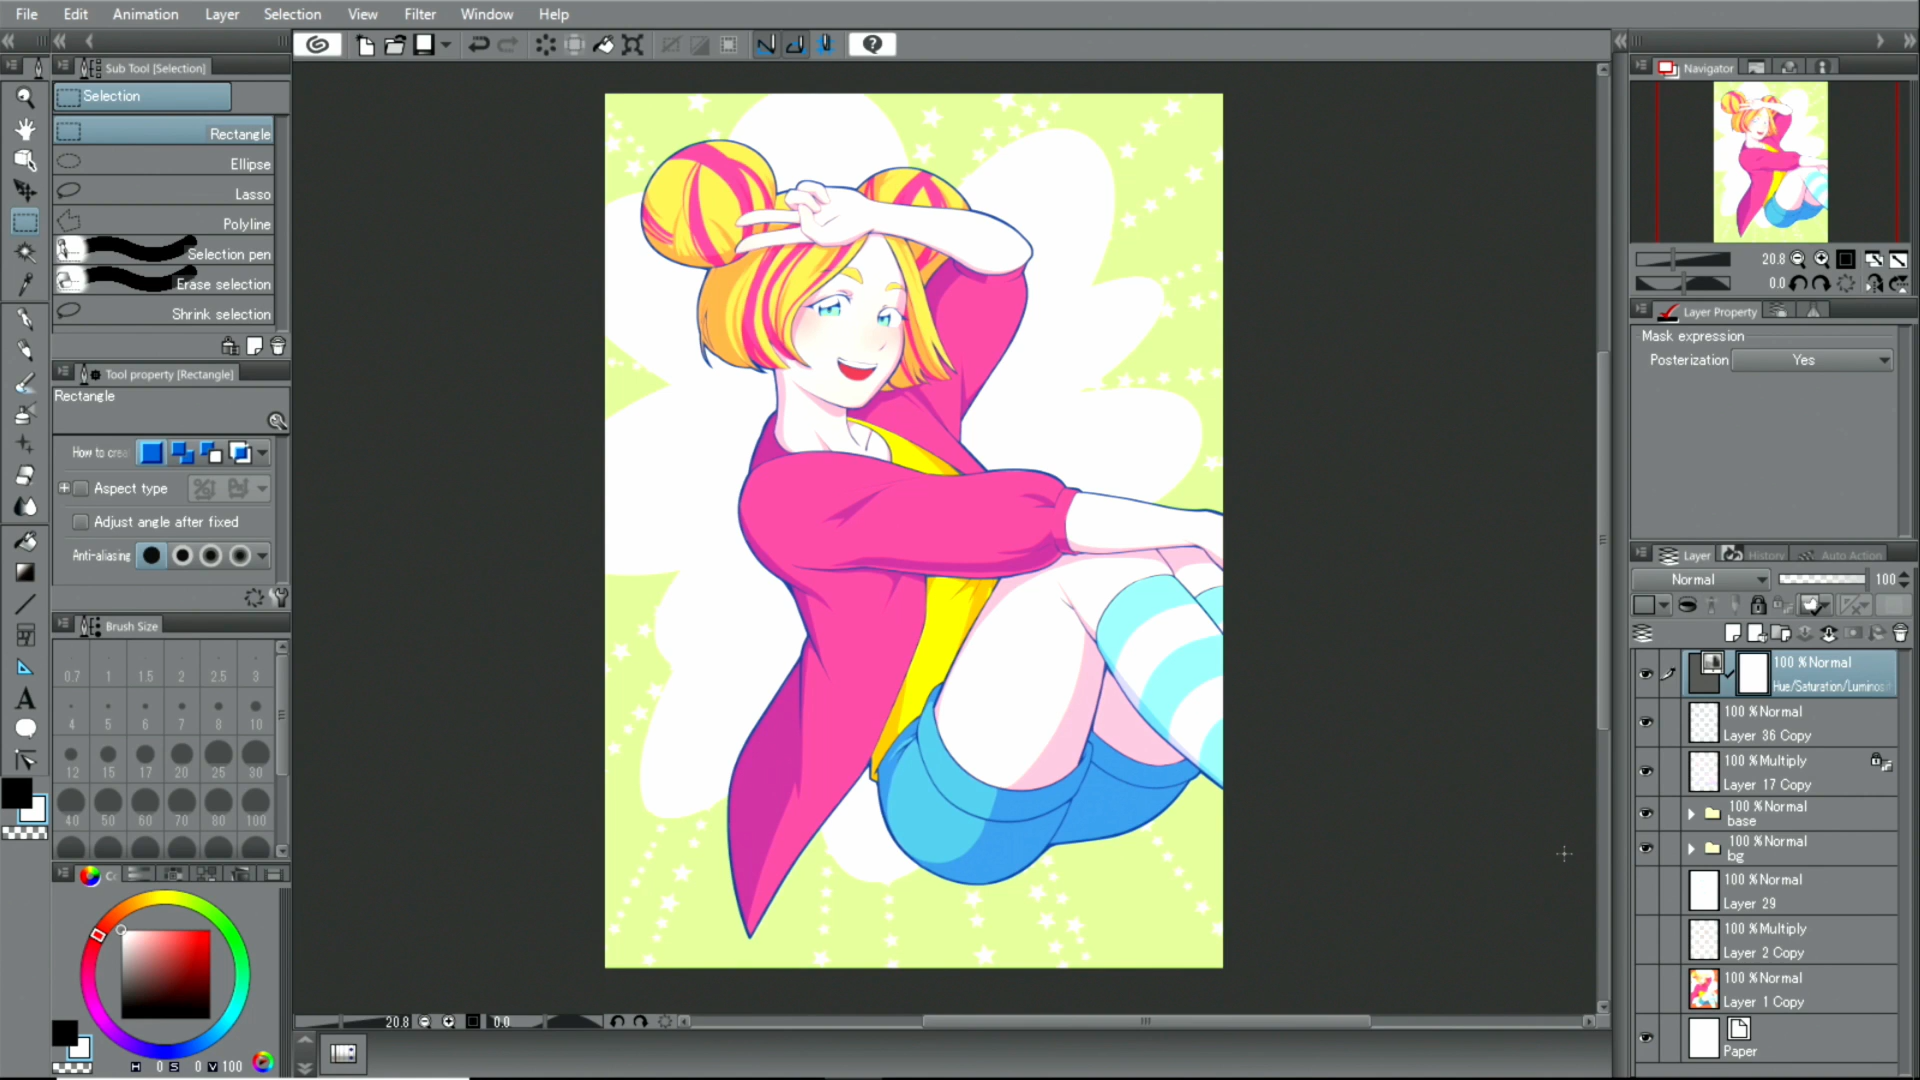 File Edit Animation Layer Selection View Filter Window Help
Sub Tool [Selection]
Selection
Rectangle
Ellipse
Lasso
Polyline
Selection pen
Erase selection
Shrink selection
Tool property [Rectangle]
Rectangle
How to crea
Aspect type
Adjust angle after fixed
Anti-aliasing
Brush Size
0.7 1 1.5 2 2.5 3
4 5 6 7 8 10
12 15 17 20 25 30
40 50 60 70 80 100
H 0 S 0 V 100
20.8 0.0
Navigator
20.8
0.0
Layer Property
Mask expression
Posterization Yes
Layer History Auto Action
Normal 100
100 % Normal
Hue/Saturation/Luminos
100 % Normal
Layer 36 Copy
100 % Multiply
Layer 17 Copy
100 % Normal
base
100 % Normal
bg
100 % Normal
Layer 29
100 % Multiply
Layer 2 Copy
100 % Normal
Layer 1 Copy
Paper